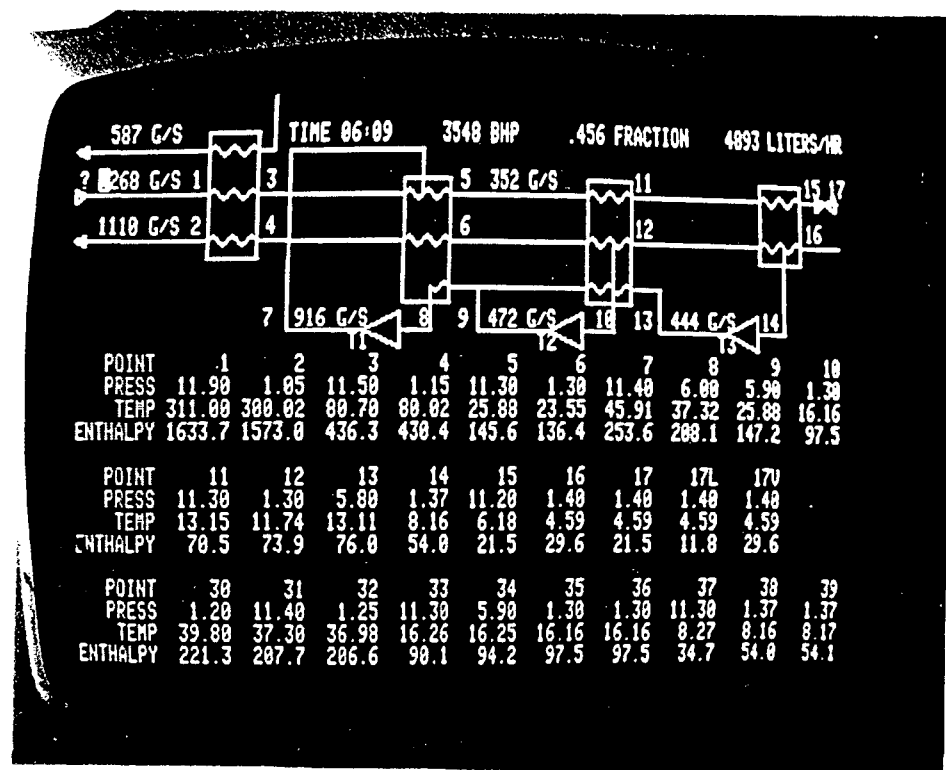 587 G/S TIME 06:09 3540 BHP .456 FRACTION 4893 LITERS/HR
? 268 G/S 1 3 5 352 G/S 11 15 17
1110 G/S 2 4 6 12 16
7 916 G/S 8 9 472 G/S 10 13 444 G/S 14
T1 T2 T3
POINT 1 2 3 4 5 6 7 8 9 10
PRESS 11.90 1.05 11.50 1.15 11.30 1.30 11.40 6.00 5.90 1.30
TEMP 311.00 300.02 80.70 80.02 25.88 23.55 45.91 37.32 25.88 16.16
ENTHALPY 1633.7 1573.0 436.3 430.4 145.6 136.4 253.6 208.1 147.2 97.5
POINT 11 12 13 14 15 16 17 17L 17V
PRESS 11.30 1.30 5.80 1.37 11.20 1.40 1.40 1.40 1.40
TEMP 13.15 11.74 13.11 8.16 6.18 4.59 4.59 4.59 4.59
ENTHALPY 70.5 73.9 76.0 54.0 21.5 29.6 21.5 11.8 29.6
POINT 30 31 32 33 34 35 36 37 38 39
PRESS 1.20 11.40 1.25 11.30 5.90 1.30 1.30 11.30 1.37 1.37
TEMP 39.80 37.30 36.98 16.26 16.25 16.16 16.16 8.27 8.16 8.17
ENTHALPY 221.3 207.7 206.6 90.1 94.2 97.5 97.5 34.7 54.0 54.1